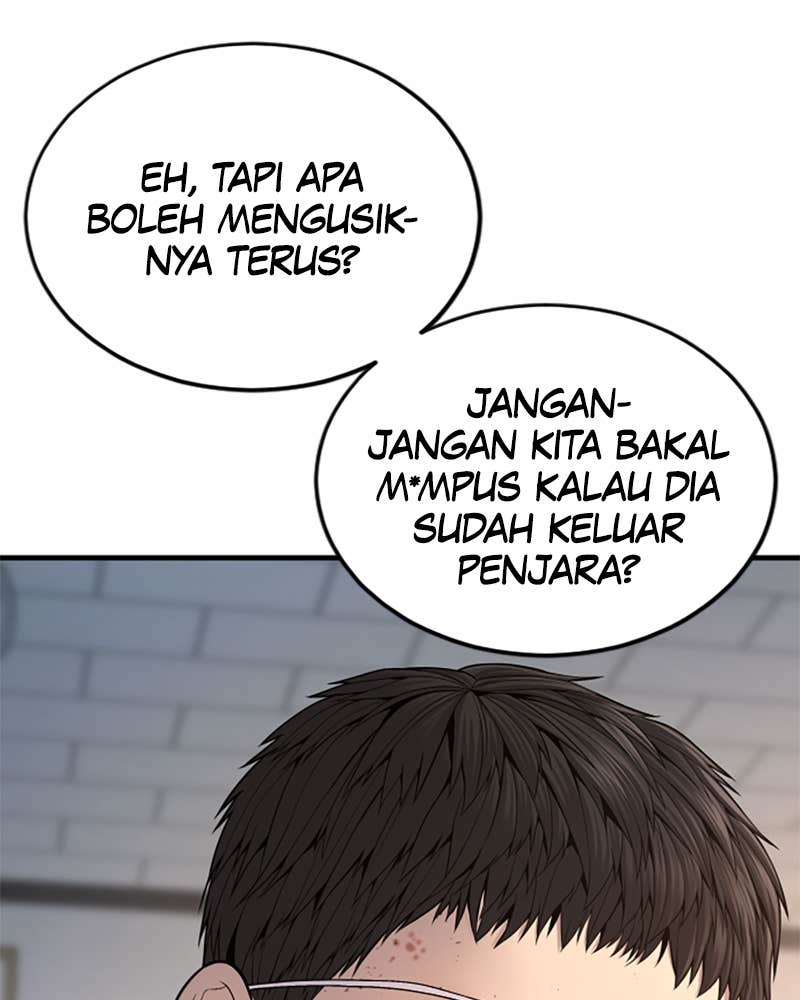 EH, TAPI APA
BOLEH MENGUSIK-
NYA TERUS?
JANGAN-
JANGAN KITA BAKAL
M*MPUS KALAU DIA
SUDAH KELUAR
PENJARA?